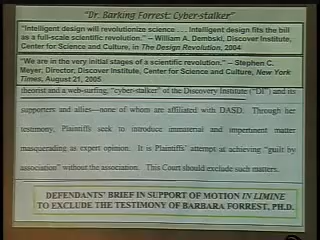 "Dr. Barking Forrest: Cyber-stalker"
"Intelligent design will revolutionize science . . . Intelligent design fits the bill
as a full-scale scientific revolution." – William A. Dembski, Discover Institute,
Center for Science and Culture, in The Design Revolution, 2004
"We are in the very initial stages of a scientific revolution." – Stephen C.
Meyer, Director; Discover Institute, Center for Science and Culture, New York
Times, August 21, 2005
theorist and a web-surfing, "cyber-stalker" of the Discovery Institute ("DI") and its
supporters and allies—none of whom are affiliated with DASD. Through her
testimony, Plaintiffs seek to introduce immaterial and impertinent matter
masquerading as expert opinion. It is Plaintiffs' attempt at achieving "guilt by
association" without the association. This Court should exclude such matters.
DEFENDANTS' BRIEF IN SUPPORT OF MOTION IN LIMINE
TO EXCLUDE THE TESTIMONY OF BARBARA FORREST, PH.D.